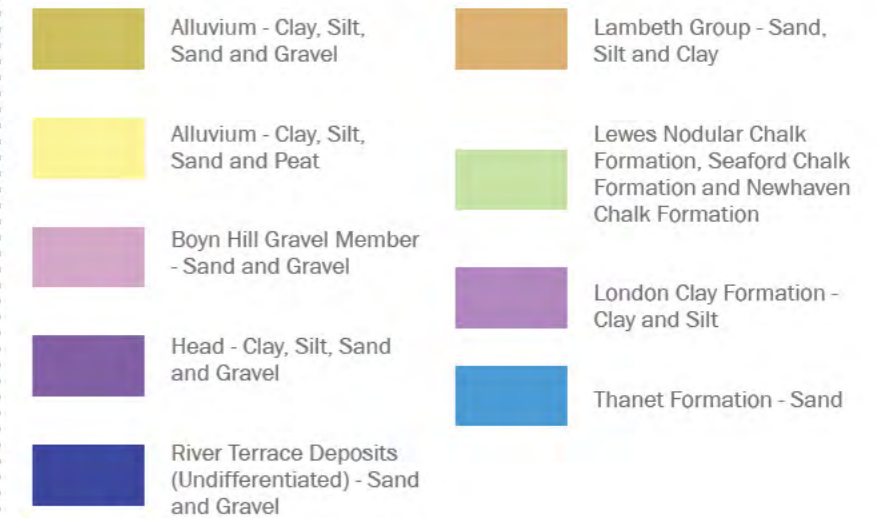 Alluvium - Clay, Silt,
Sand and Gravel
Alluvium - Clay, Silt,
Sand and Peat
Boyn Hill Gravel Member
- Sand and Gravel
Head - Clay, Silt, Sand
and Gravel
River Terrace Deposits
(Undifferentiated) - Sand
and Gravel
Lambeth Group - Sand,
Silt and Clay
Lewes Nodular Chalk
Formation, Seaford Chalk
Formation and Newhaven
Chalk Formation
London Clay Formation -
Clay and Silt
Thanet Formation - Sand